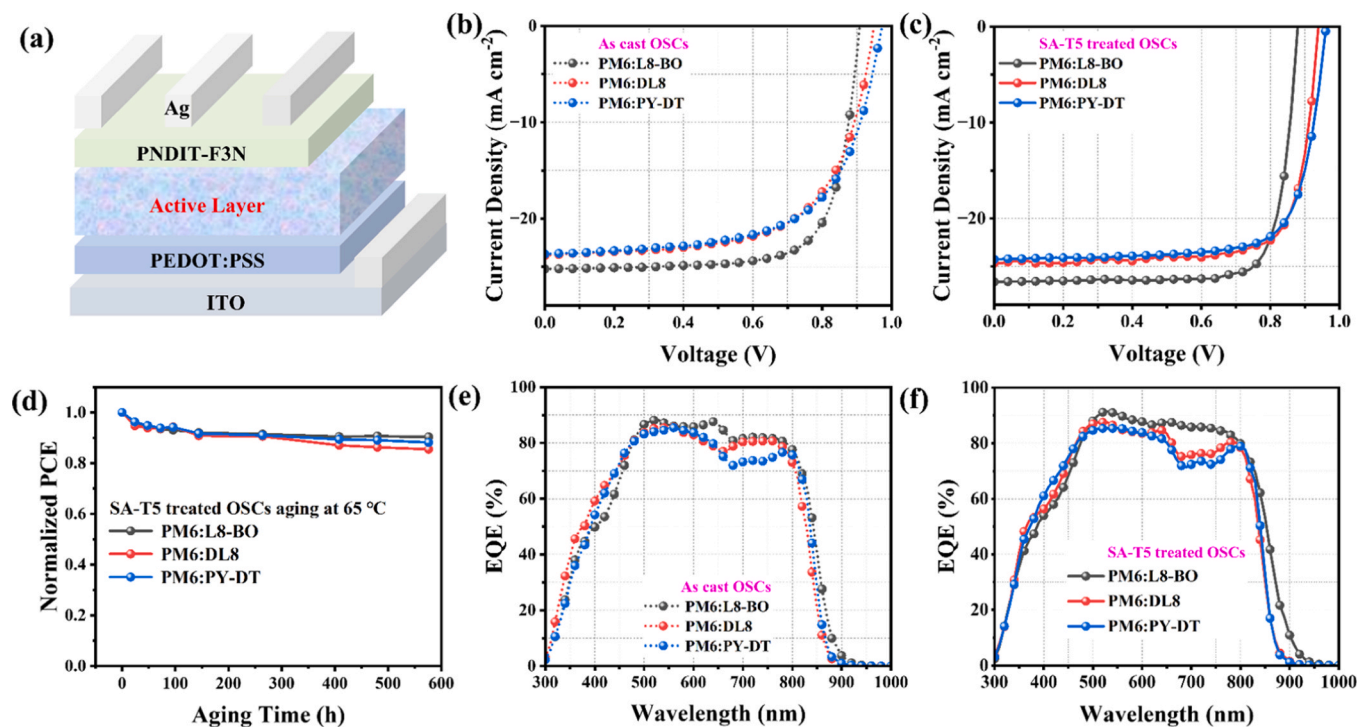 (a)
Ag
PNDIT-F3N
Active Layer
PEDOT:PSS
ITO
(b)
Current Density (mA cm⁻²)
0
−10
−20
As cast OSCs
PM6:L8-BO
PM6:DL8
PM6:PY-DT
0.0 0.2 0.4 0.6 0.8 1.0
Voltage (V)
(c)
Current Density (mA cm⁻²)
0
−10
−20
SA-T5 treated OSCs
PM6:L8-BO
PM6:DL8
PM6:PY-DT
0.0 0.2 0.4 0.6 0.8 1.0
Voltage (V)
(d)
Normalized PCE
1.0
0.8
0.6
0.4
0.2
0.0
SA-T5 treated OSCs aging at 65 °C
PM6:L8-BO
PM6:DL8
PM6:PY-DT
0 100 200 300 400 500 600
Aging Time (h)
(e)
EQE (%)
100
80
60
40
20
0
As cast OSCs
PM6:L8-BO
PM6:DL8
PM6:PY-DT
300 400 500 600 700 800 900 1000
Wavelength (nm)
(f)
EQE (%)
100
80
60
40
20
0
SA-T5 treated OSCs
PM6:L8-BO
PM6:DL8
PM6:PY-DT
300 400 500 600 700 800 900 1000
Wavelength (nm)